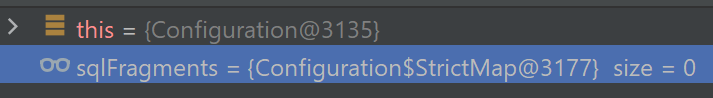 this = {Configuration@3135}
sqlFragments = {Configuration$StrictMap@3177} size = 0